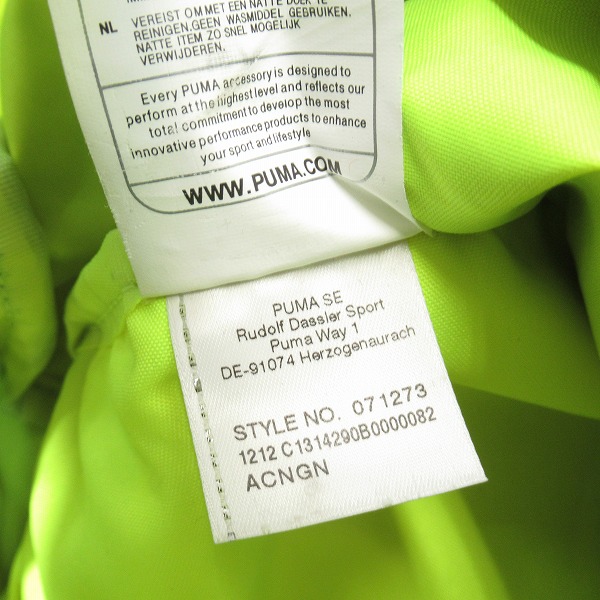 NL VEREIST OM MET EEN NATTE DOEK TE
REINIGEN.GEEN WASMIDDEL GEBRUIKEN.
NATTE ITEM ZO SNEL MOGELIJK
VERWIJDEREN.
Every PUMA accessory is designed to
perform at the highest level and reflects our
total commitment to develop the most
innovative performance products to enhance
your sport and lifestyle
WWW.PUMA.COM
PUMA SE
Rudolf Dassler Sport
Puma Way 1
DE-91074 Herzogenaurach
STYLE NO. 071273
1212 C1314290B0000082
ACNGN